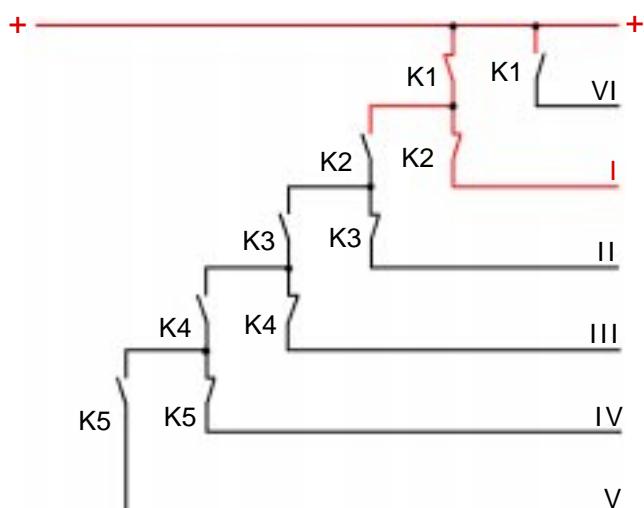 + +
K1 K1
VI
K2 K2
I
K3 K3
II
K4 K4
III
K5 K5
IV
V